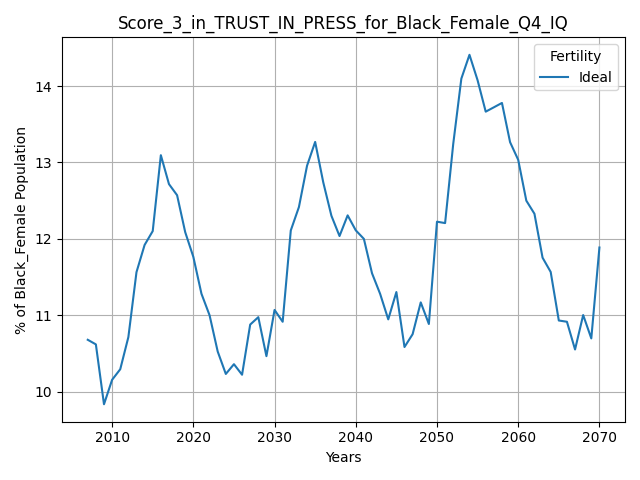 Score_3_in_TRUST_IN_PRESS_for_Black_Female_Q4_IQ
Fertility
Ideal
% of Black_Female Population
14
13
12
11
10
2010 2020 2030 2040 2050 2060 2070
Years